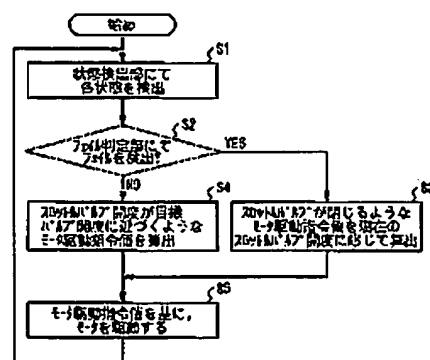 始め
S1
状態検出部にて
各状態を検出
S2
フェイル判定部にて
フェイルを検出?
YES
NO
S4
スロットルバルブ開度が目標
バルブ開度に近づくような
モータ駆動指令値を算出
S3
スロットルバルブが閉じるような
モータ駆動指令値を現在の
スロットルバルブ開度に応じて算出
S5
モータ駆動指令値を基に,
モータを駆動する